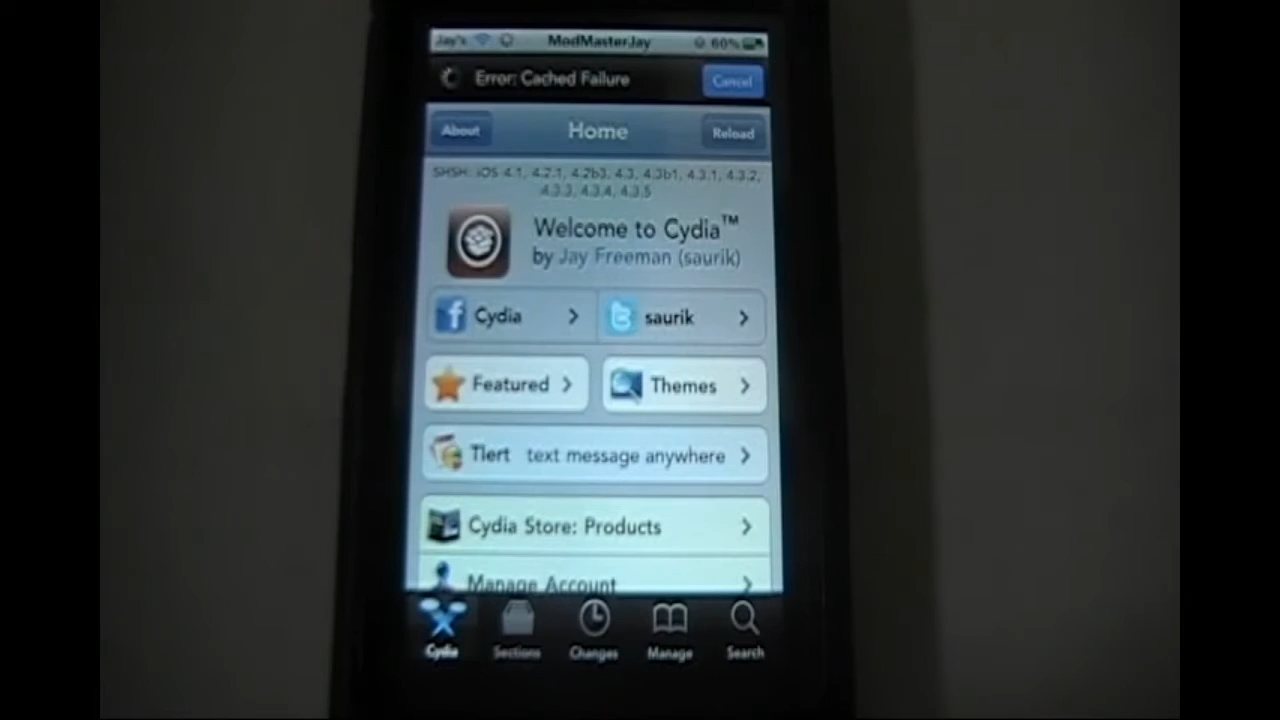 Jay's ModMasterJay 60%
Error: Cached Failure Cancel
About Home Reload
SHSH: iOS 4.1, 4.2.1, 4.2b3, 4.3, 4.3b1, 4.3.1, 4.3.2,
4.3.3, 4.3.4, 4.3.5
Welcome to Cydia™
by Jay Freeman (saurik)
Cydia saurik
Featured Themes
Tlert text message anywhere
Cydia Store: Products
Manage Account
Cydia Sections Changes Manage Search